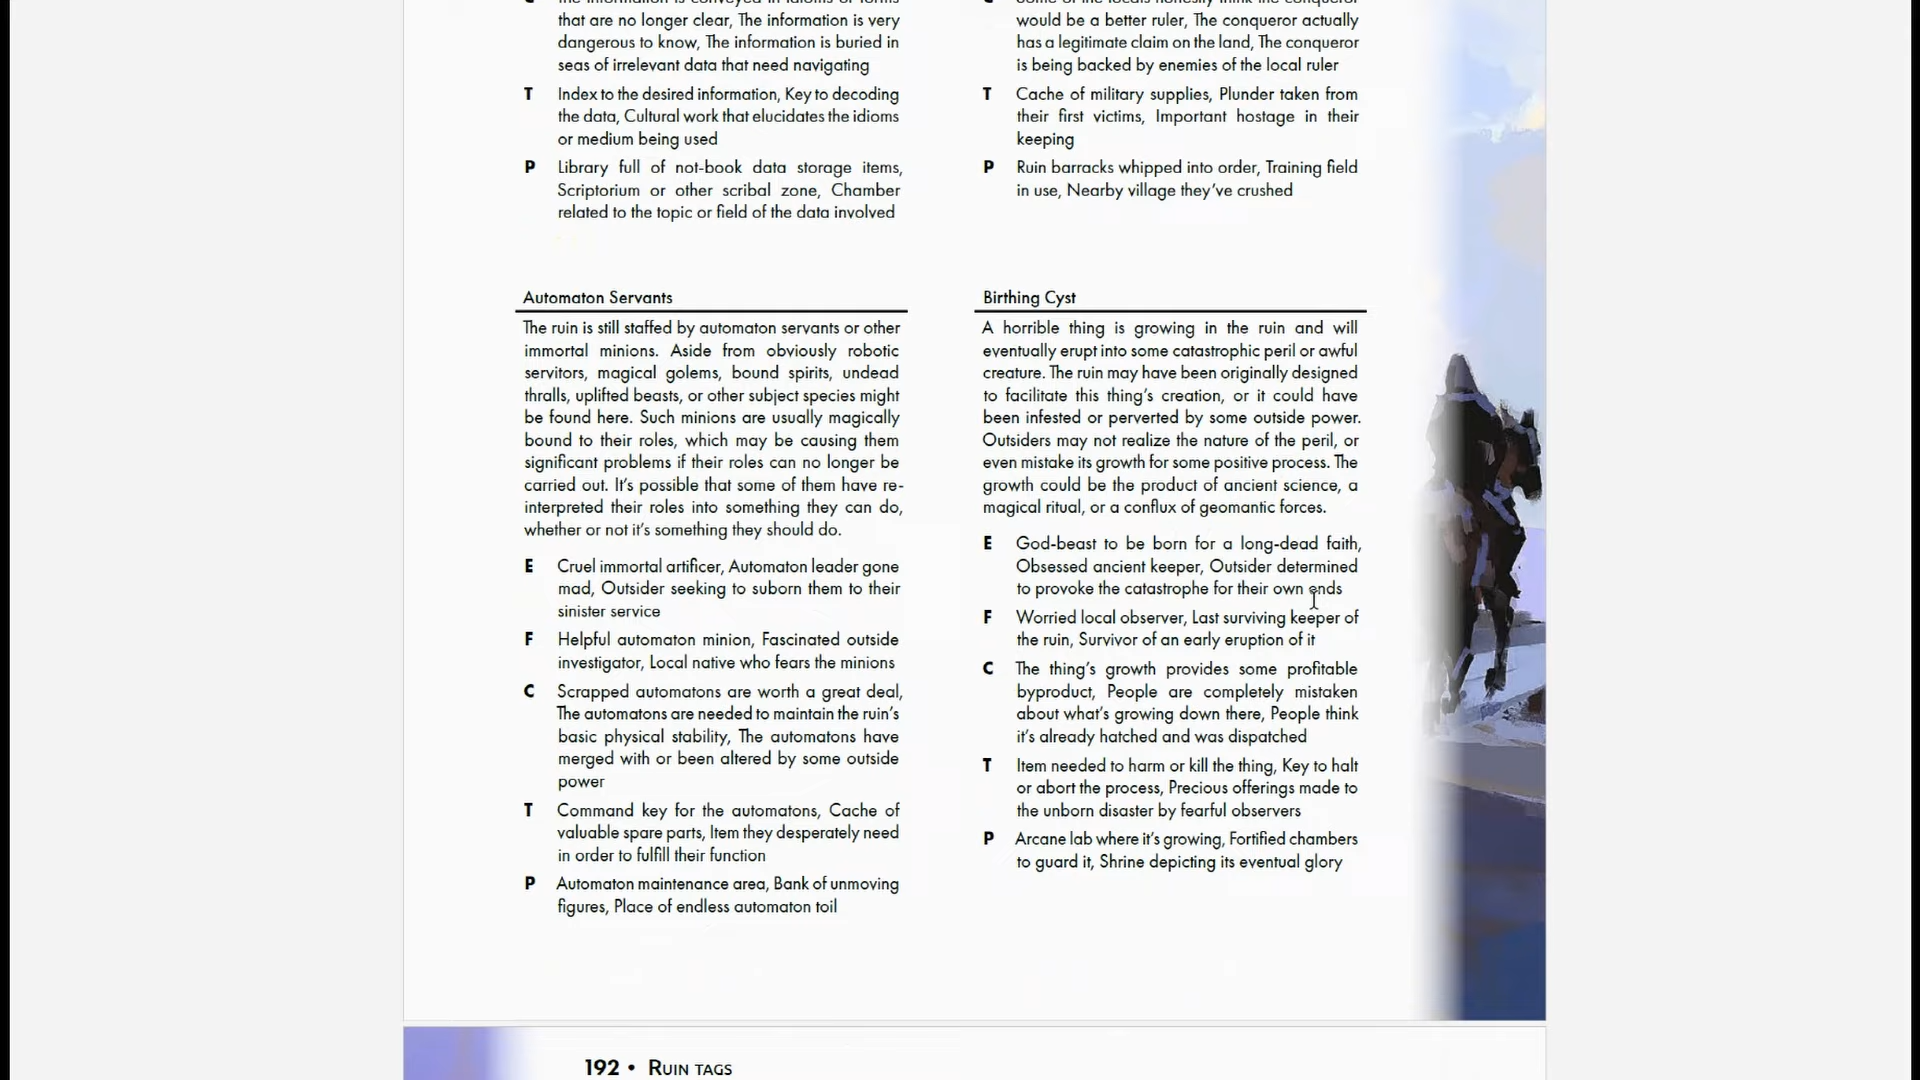 that are no longer clear, The information is very
dangerous to know, The information is buried in
seas of irrelevant data that need navigating
T Index to the desired information, Key to decoding
the data, Cultural work that elucidates the idioms
or medium being used
P Library full of not-book data storage items,
Scriptorium or other scribal zone, Chamber
related to the topic or field of the data involved
Automaton Servants
The ruin is still staffed by automaton servants or other
immortal minions. Aside from obviously robotic
servitors, magical golems, bound spirits, undead
thralls, uplifted beasts, or other subject species might
be found here. Such minions are usually magically
bound to their roles, which may be causing them
significant problems if their roles can no longer be
carried out. It's possible that some of them have re-
interpreted their roles into something they can do,
whether or not it's something they should do.
E Cruel immortal artificer, Automaton leader gone
mad, Outsider seeking to suborn them to their
sinister service
F Helpful automaton minion, Fascinated outside
investigator, Local native who fears the minions
C Scrapped automatons are worth a great deal,
The automatons are needed to maintain the ruin's
basic physical stability, The automatons have
merged with or been altered by some outside
power
T Command key for the automatons, Cache of
valuable spare parts, Item they desperately need
in order to fulfill their function
P Automaton maintenance area, Bank of unmoving
figures, Place of endless automaton toil
would be a better ruler, The conqueror actually
has a legitimate claim on the land, The conqueror
is being backed by enemies of the local ruler
T Cache of military supplies, Plunder taken from
their first victims, Important hostage in their
keeping
P Ruin barracks whipped into order, Training field
in use, Nearby village they've crushed
Birthing Cyst
A horrible thing is growing in the ruin and will
eventually erupt into some catastrophic peril or awful
creature. The ruin may have been originally designed
to facilitate this thing's creation, or it could have
been infested or perverted by some outside power.
Outsiders may not realize the nature of the peril, or
even mistake its growth for some positive process. The
growth could be the product of ancient science, a
magical ritual, or a conflux of geomantic forces.
E God-beast to be born for a long-dead faith,
Obsessed ancient keeper, Outsider determined
to provoke the catastrophe for their own ends
F Worried local observer, Last surviving keeper of
the ruin, Survivor of an early eruption of it
C The thing's growth provides some profitable
byproduct, People are completely mistaken
about what's growing down there, People think
it's already hatched and was dispatched
T Item needed to harm or kill the thing, Key to halt
or abort the process, Precious offerings made to
the unborn disaster by fearful observers
P Arcane lab where it's growing, Fortified chambers
to guard it, Shrine depicting its eventual glory
192 • Ruin tags